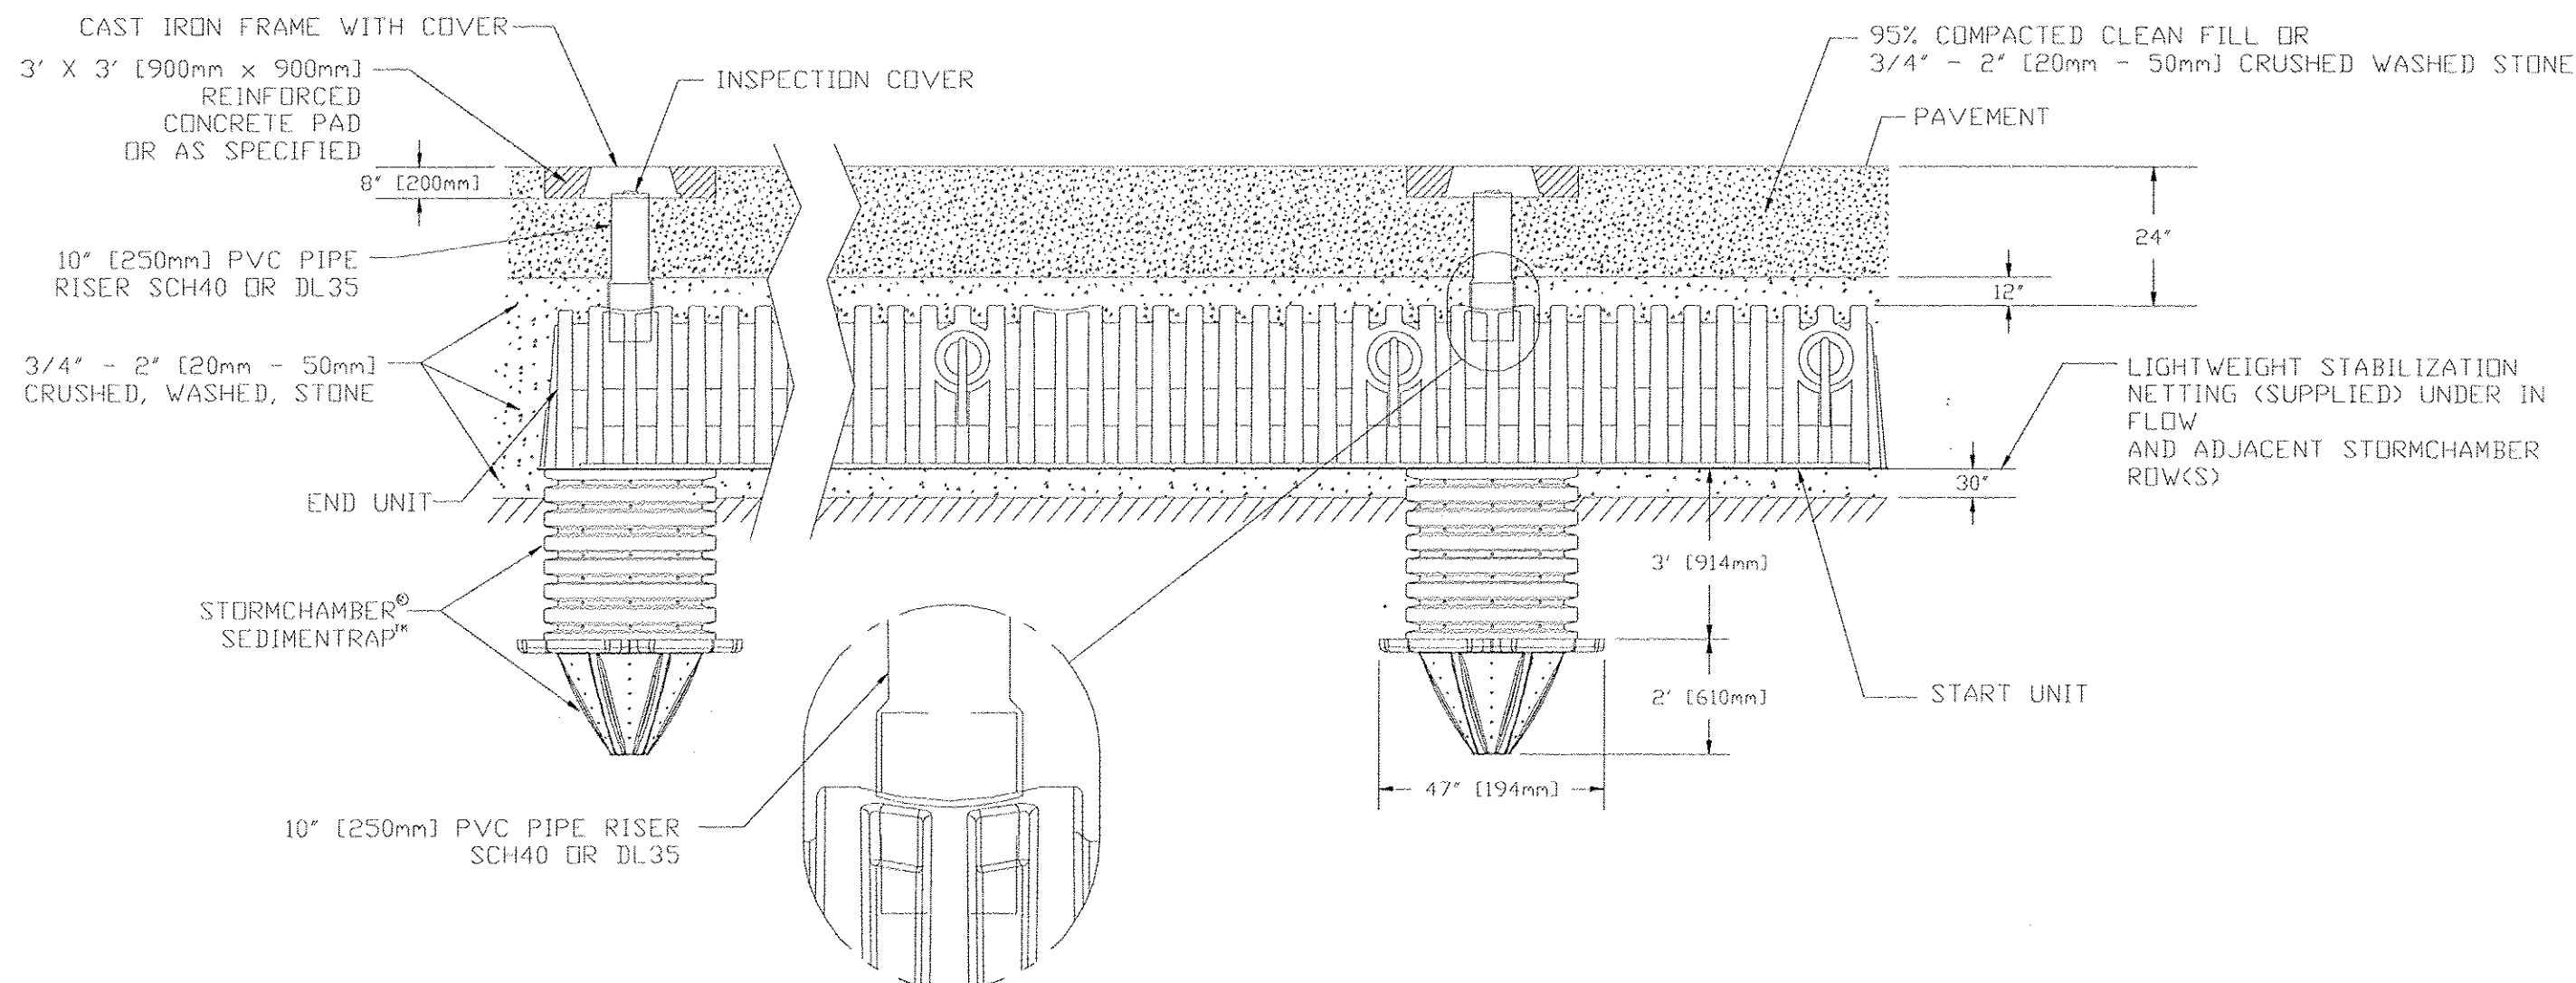 CAST IRON FRAME WITH COVER
3' X 3' [900mm x 900mm]
REINFORCED
CONCRETE PAD
OR AS SPECIFIED
INSPECTION COVER
95% COMPACTED CLEAN FILL OR
3/4" - 2" [20mm - 50mm] CRUSHED WASHED STONE
PAVEMENT
8" [200mm]
24"
12"
10" [250mm] PVC PIPE
RISER SCH40 OR DL35
3/4" - 2" [20mm - 50mm]
CRUSHED, WASHED, STONE
LIGHTWEIGHT STABILIZATION
NETTING (SUPPLIED) UNDER IN
FLOW
AND ADJACENT STORMCHAMBER
ROW(S)
30"
END UNIT
3' [914mm]
STORMCHAMBER®
SEDIMENTRAP™
2' [610mm]
START UNIT
47" [194mm]
10" [250mm] PVC PIPE RISER
SCH40 OR DL35